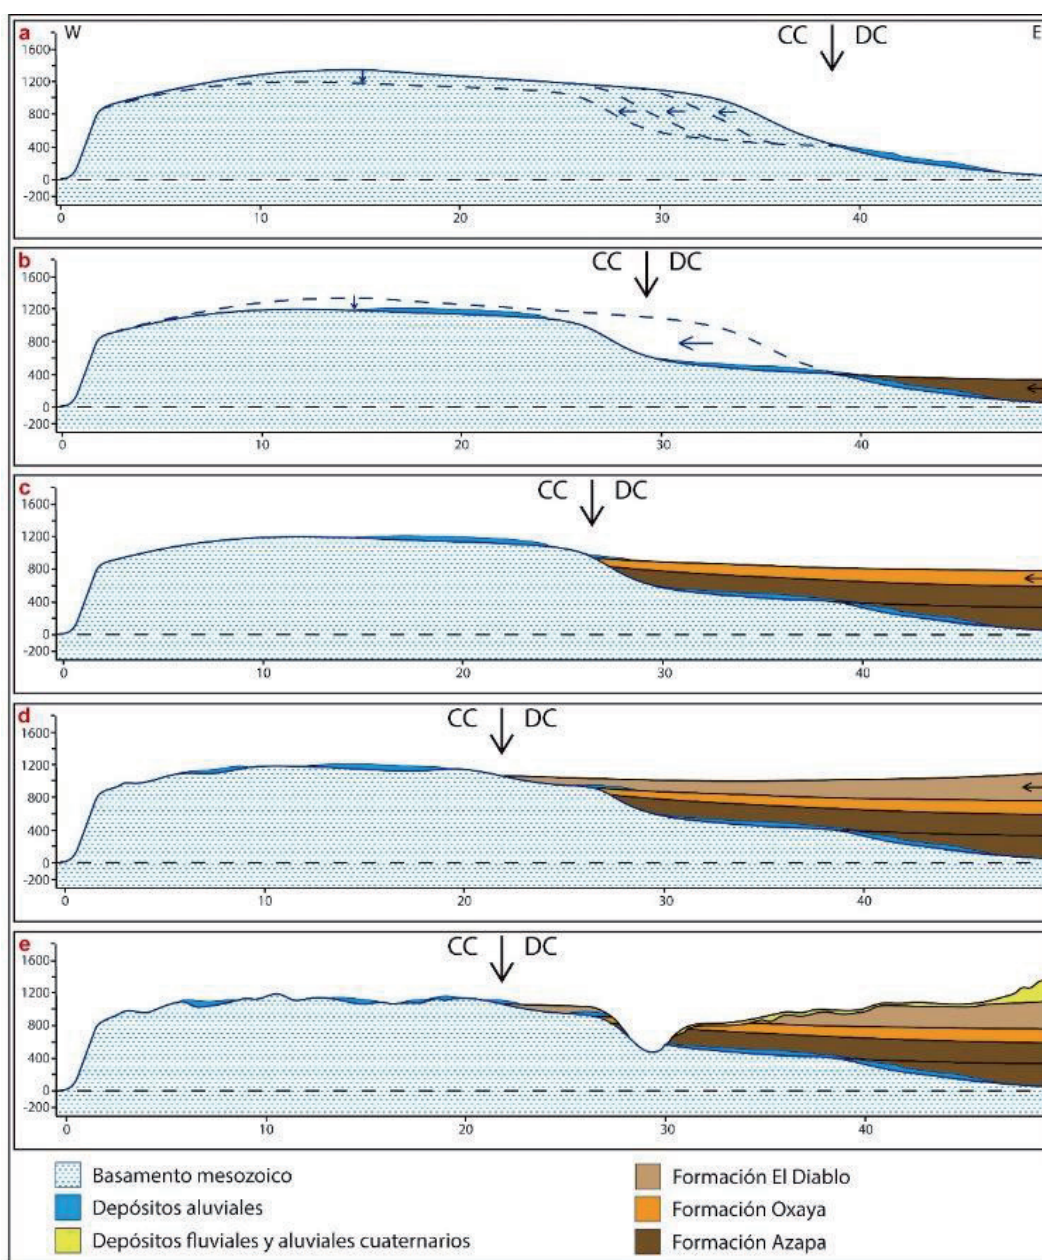 a W CC DC E
1600
1200
800
400
0
-200
0 10 20 30 40
b CC DC
1600
1200
800
400
0
-200
0 10 20 30 40
c CC DC
1600
1200
800
400
0
-200
0 10 20 30 40
d CC DC
1600
1200
800
400
0
-200
0 10 20 30 40
e CC DC
1600
1200
800
400
0
-200
0 10 20 30 40
Basamento mesozoico
Depósitos aluviales
Depósitos fluviales y aluviales cuaternarios
Formación El Diablo
Formación Oxaya
Formación Azapa